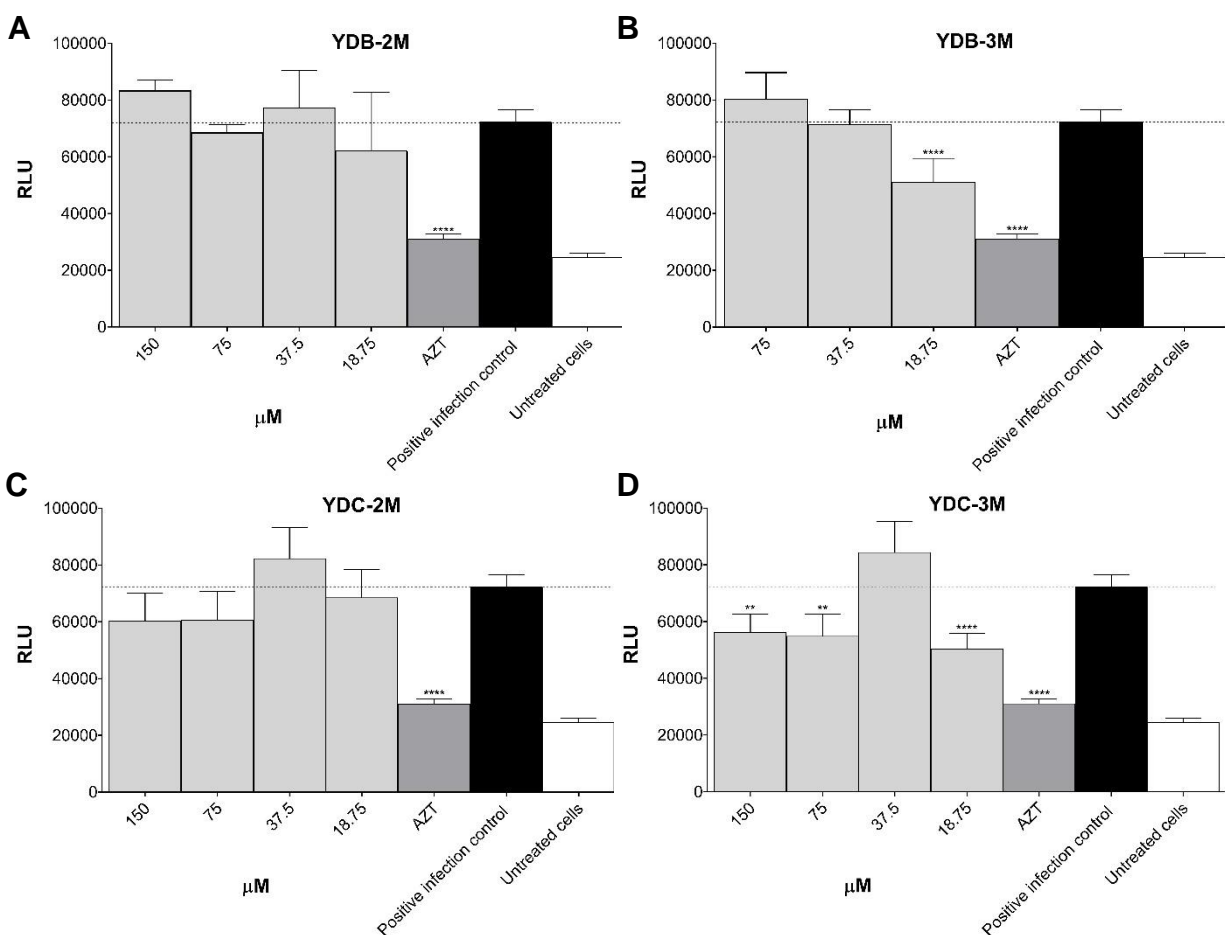 A
YDB-2M
100000
80000
60000
40000
20000
0
RLU
****
150
75
37.5
18.75
AZT
Positive infection control
Untreated cells
μM
B
YDB-3M
100000
80000
60000
40000
20000
0
RLU
****
****
75
37.5
18.75
AZT
Positive infection control
Untreated cells
μM
C
YDC-2M
100000
80000
60000
40000
20000
0
RLU
****
150
75
37.5
18.75
AZT
Positive infection control
Untreated cells
μM
D
YDC-3M
100000
80000
60000
40000
20000
0
RLU
**
**
****
****
150
75
37.5
18.75
AZT
Positive infection control
Untreated cells
μM